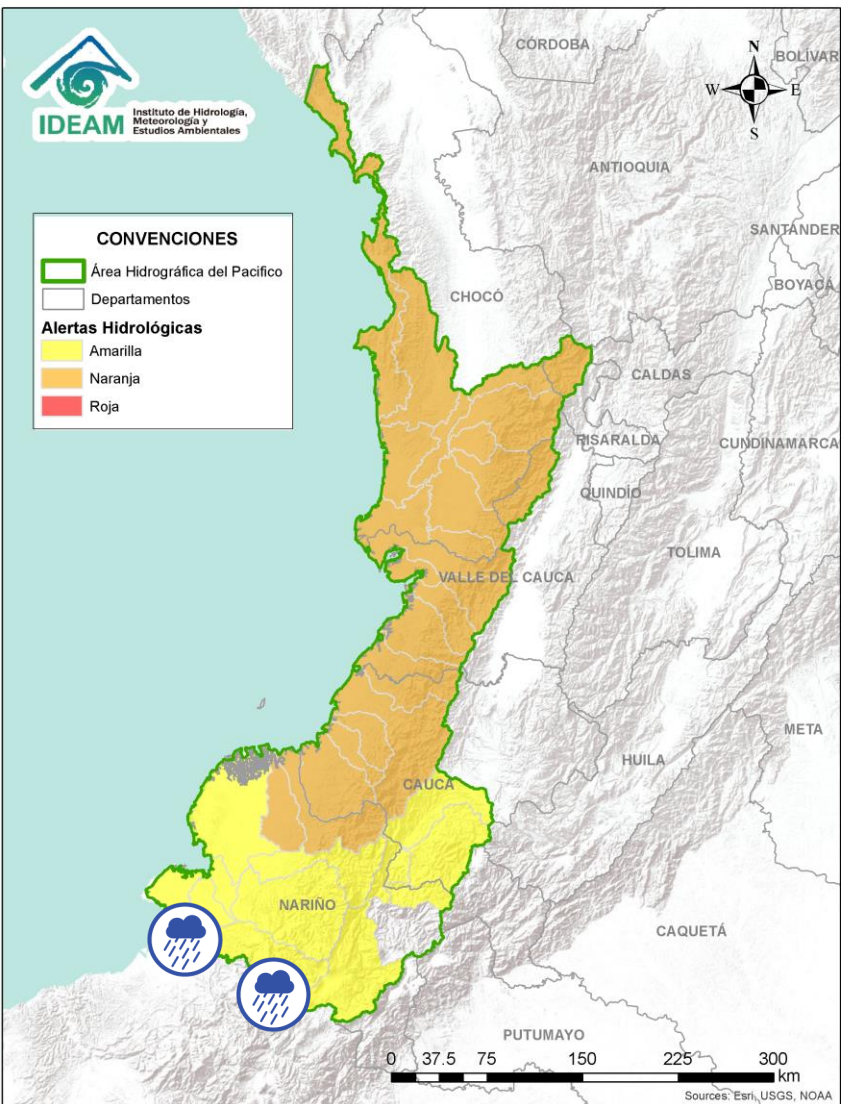 IDEAM
Instituto de Hidrología,
Meteorología y
Estudios Ambientales
CÓRDOBA
BOLÍVAR
N
W
E
S
ANTIOQUIA
SANTANDER
BOYACÁ
CONVENCIONES
Área Hidrográfica del Pacifico
Departamentos
Alertas Hidrológicas
Amarilla
Naranja
Roja
CHOCÓ
CALDAS
RISARALDA
CUNDINAMARCA
QUINDÍO
TOLIMA
VALLE DEL CAUCA
META
HUILA
CAUCA
NARIÑO
CAQUETÁ
PUTUMAYO
0 37.5 75 150 225 300
km
Sources: Esri, USGS, NOAA